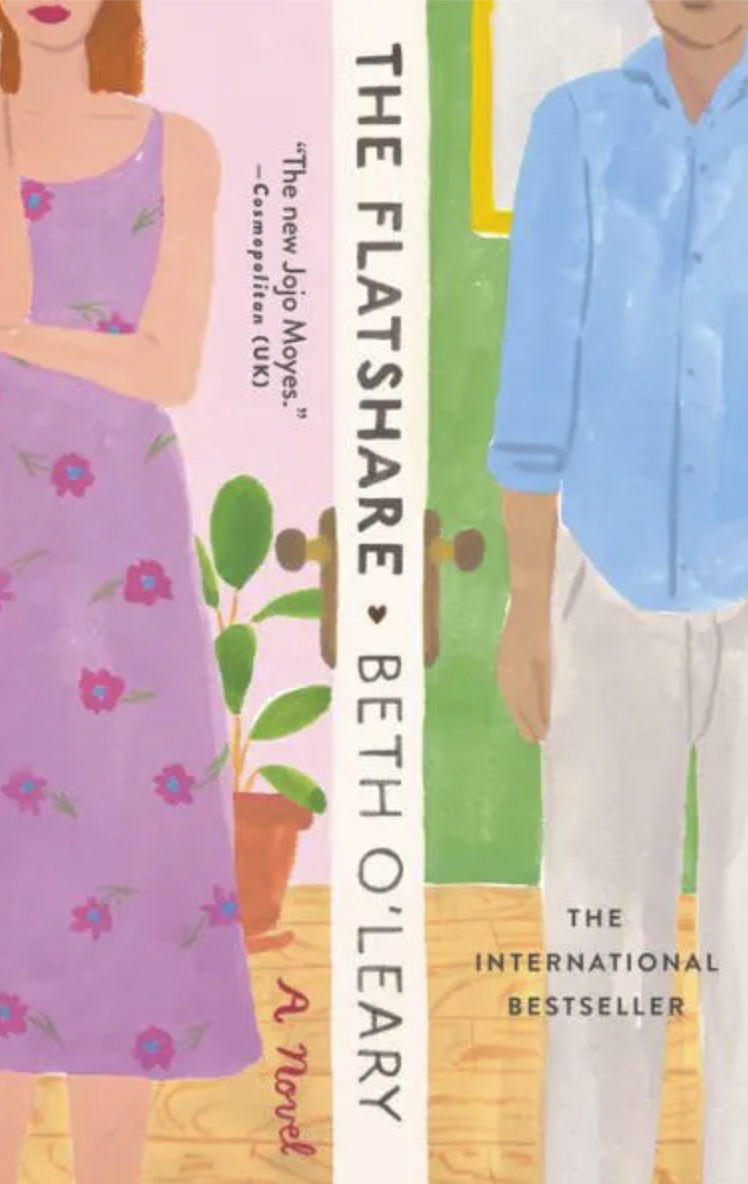 THE FLATSHARE ♥ BETH O'LEARY
“The new Jojo Moyes.”
—Cosmopolitan (UK)
A Novel
THE
INTERNATIONAL
BESTSELLER